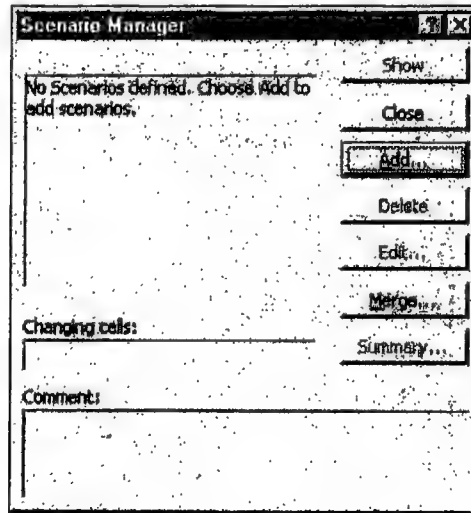 Scenario Manager
No Scenarios defined. Choose Add to
add scenarios.
Show
Close
Add...
Delete
Edit...
Merge...
Summary...
Changing cells:
Comment: